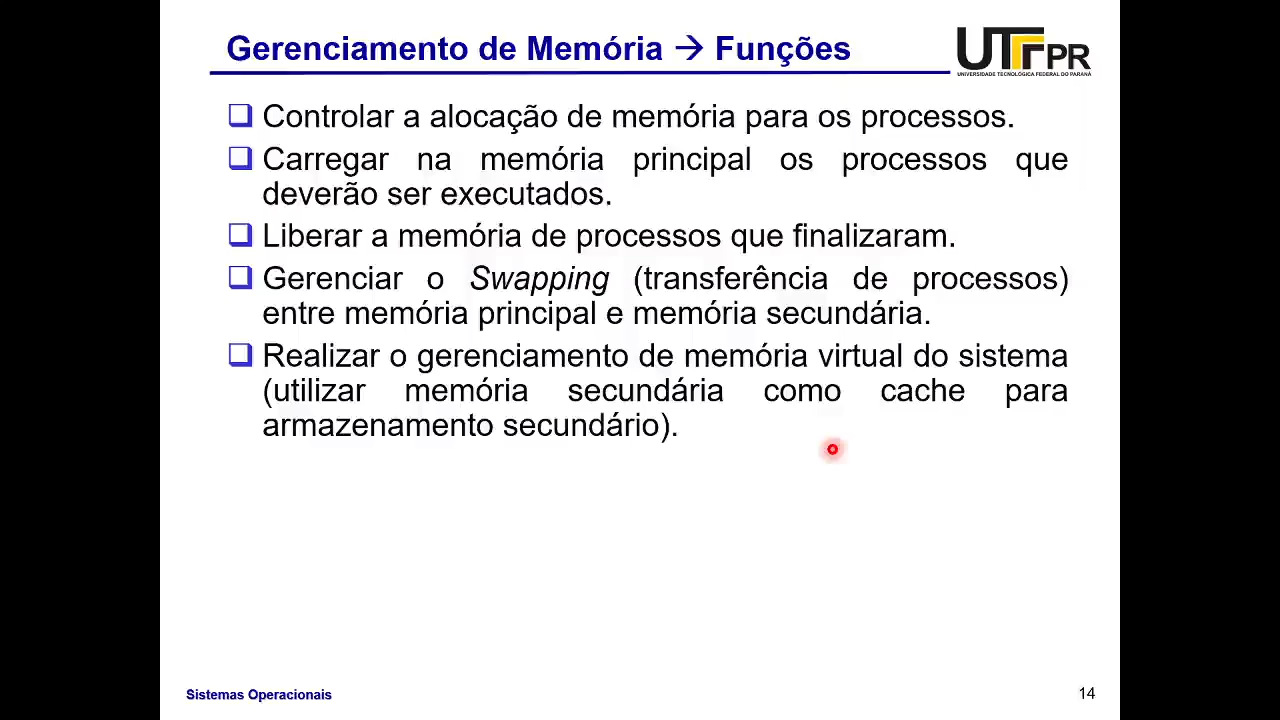 Gerenciamento de Memória → Funções
UTFPR
UNIVERSIDADE TECNOLÓGICA FEDERAL DO PARANÁ
Controlar a alocação de memória para os processos.
Carregar na memória principal os processos que
deverão ser executados.
Liberar a memória de processos que finalizaram.
Gerenciar o Swapping (transferência de processos)
entre memória principal e memória secundária.
Realizar o gerenciamento de memória virtual do sistema
(utilizar memória secundária como cache para
armazenamento secundário).
Sistemas Operacionais
14